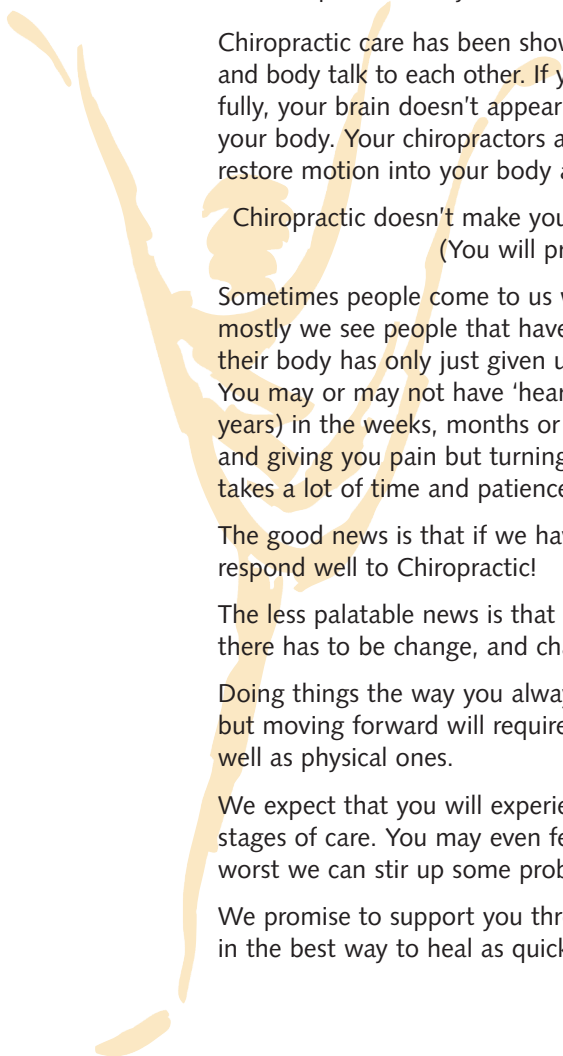 Chiropractic care has been show
and body talk to each other. If y
fully, your brain doesn't appear
your body. Your chiropractors a
restore motion into your body a
Chiropractic doesn't make you
(You will pr
Sometimes people come to us w
mostly we see people that have
their body has only just given u
You may or may not have 'hear
years) in the weeks, months or
and giving you pain but turning
takes a lot of time and patience
The good news is that if we hav
respond well to Chiropractic!
The less palatable news is that
there has to be change, and cha
Doing things the way you alway
but moving forward will require
well as physical ones.
We expect that you will experie
stages of care. You may even fe
worst we can stir up some prob
We promise to support you thr
in the best way to heal as quick